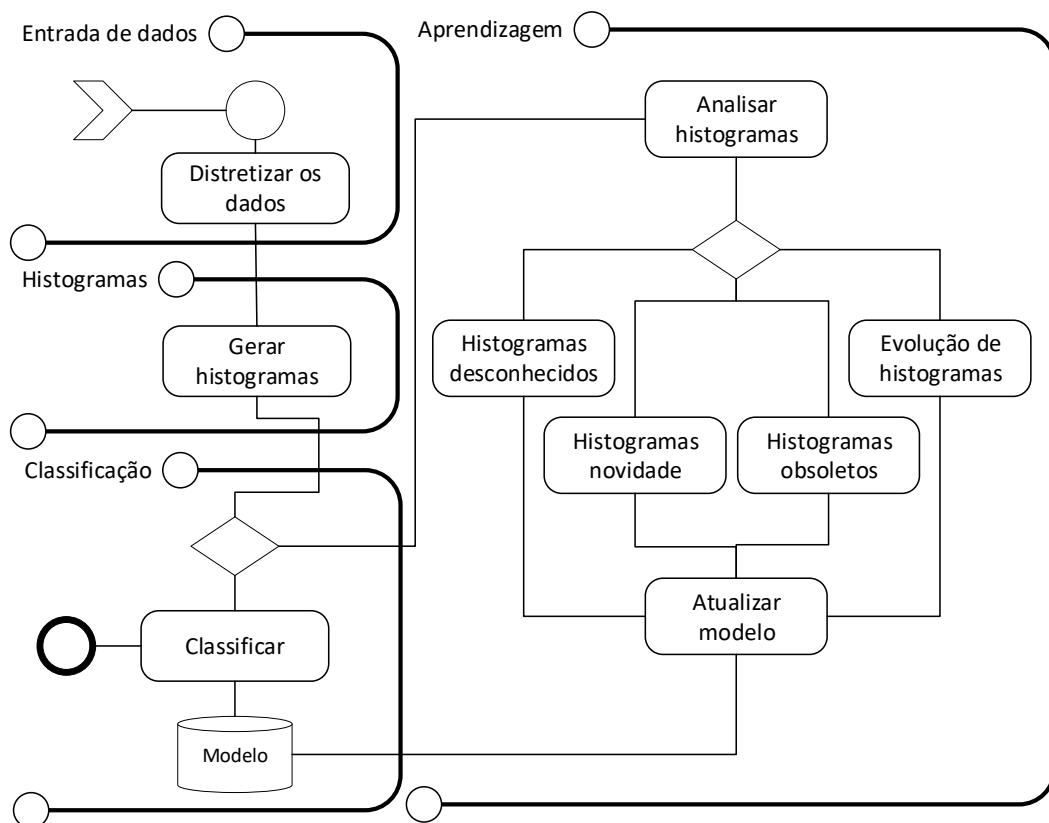 Entrada de dados
Distretizar os
dados
Histogramas
Gerar
histogramas
Classificação
Classificar
Modelo
Aprendizagem
Analisar
histogramas
Histogramas
desconhecidos
Evolução de
histogramas
Histogramas
novidade
Histogramas
obsoletos
Atualizar
modelo